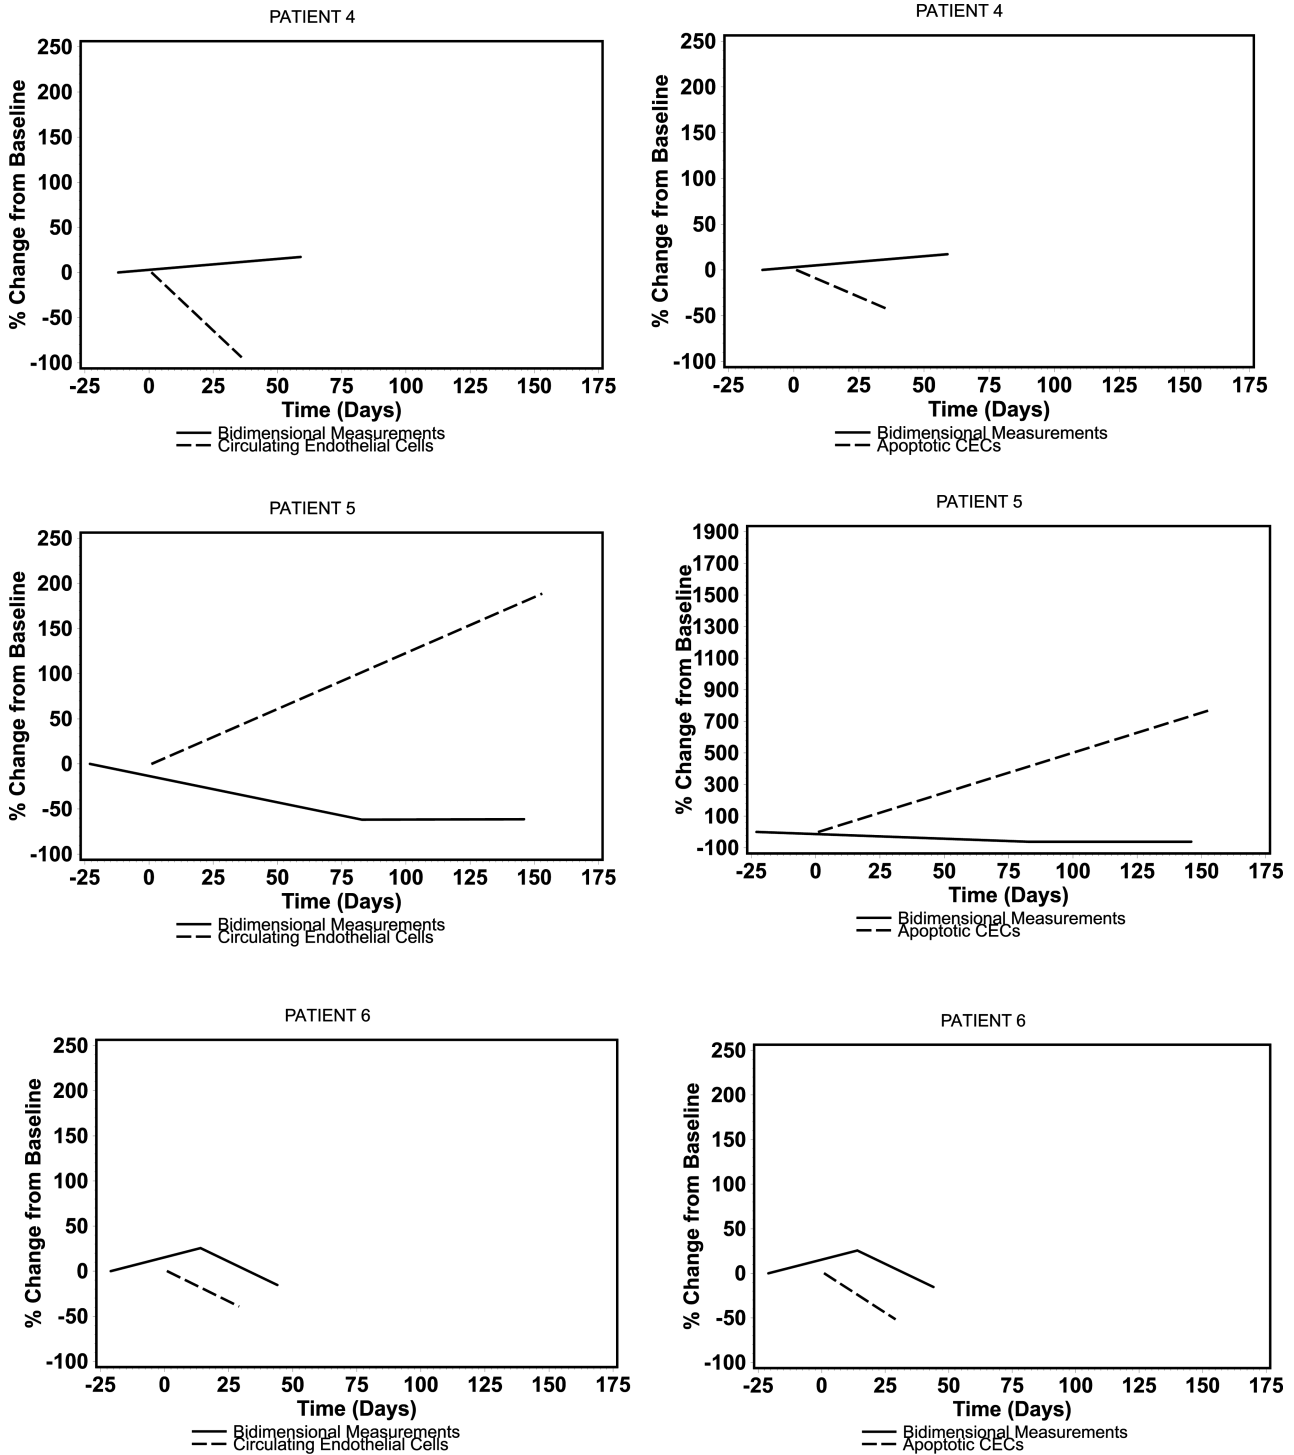 PATIENT 4
% Change from Baseline
250
200
150
100
50
0
-50
-100
-25 0 25 50 75 100 125 150 175
Time (Days)
Bidimensional Measurements
Circulating Endothelial Cells
PATIENT 4
% Change from Baseline
250
200
150
100
50
0
-50
-100
-25 0 25 50 75 100 125 150 175
Time (Days)
Bidimensional Measurements
Apoptotic CECs
PATIENT 5
% Change from Baseline
250
200
150
100
50
0
-50
-100
-25 0 25 50 75 100 125 150 175
Time (Days)
Bidimensional Measurements
Circulating Endothelial Cells
PATIENT 5
% Change from Baseline
1900
1700
1500
1300
1100
900
700
500
300
100
-100
-25 0 25 50 75 100 125 150 175
Time (Days)
Bidimensional Measurements
Apoptotic CECs
PATIENT 6
% Change from Baseline
250
200
150
100
50
0
-50
-100
-25 0 25 50 75 100 125 150 175
Time (Days)
Bidimensional Measurements
Circulating Endothelial Cells
PATIENT 6
% Change from Baseline
250
200
150
100
50
0
-50
-100
-25 0 25 50 75 100 125 150 175
Time (Days)
Bidimensional Measurements
Apoptotic CECs